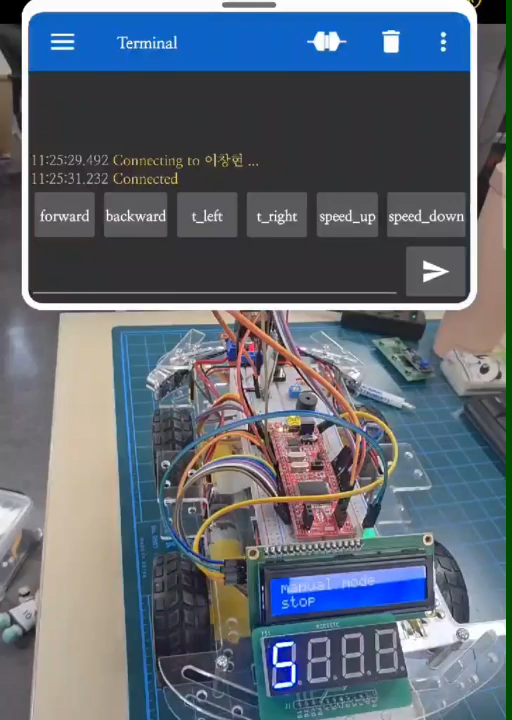 Terminal
11:25:29.492 Connecting to 이창현 ...
11:25:31.232 Connected
forward backward t_left t_right speed_up speed_down
manual mode
stop
5